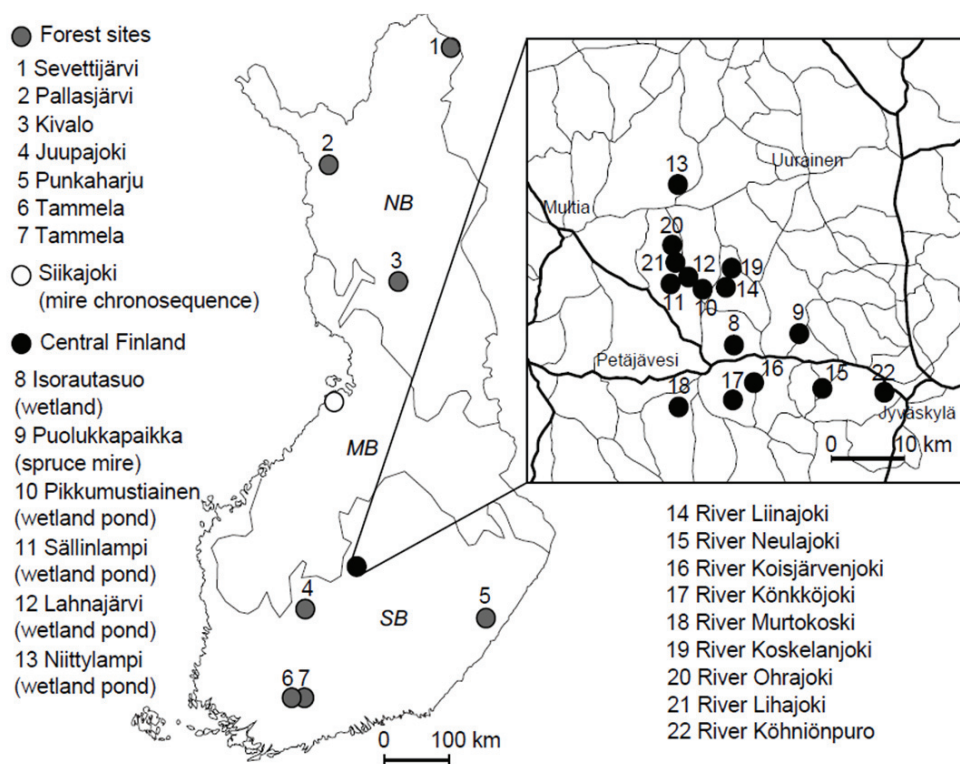 Forest sites
1 Sevettijärvi
2 Pallasjärvi
3 Kivalo
4 Juupajoki
5 Punkaharju
6 Tammela
7 Tammela
Siikajoki
(mire chronosequence)
Central Finland
8 Isorautasuo
(wetland)
9 Puolukkapaikka
(spruce mire)
10 Pikkumustiainen
(wetland pond)
11 Sällinlampi
(wetland pond)
12 Lahnajärvi
(wetland pond)
13 Niittylampi
(wetland pond)
1
2
NB
3
MB
4
5
SB
6 7
0 100 km
13
Uurainen
Multia
20
21
12
19
11
10
14
8
9
Petäjävesi
16
18
17
15
22
Jyväskylä
0 10 km
14 River Liinajoki
15 River Neulajoki
16 River Koisjärvenjoki
17 River Könkköjoki
18 River Murtokoski
19 River Koskelanjoki
20 River Ohrajoki
21 River Lihajoki
22 River Köhniönpuro